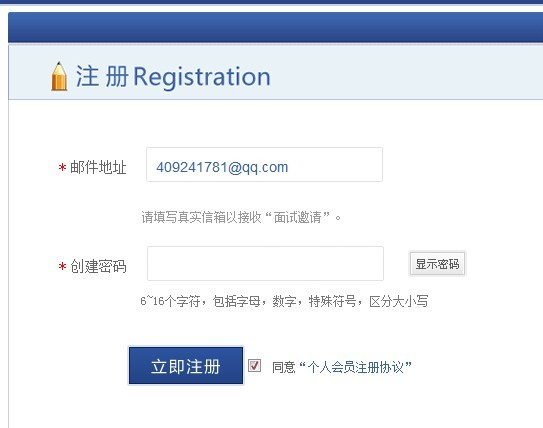 注 册 Registration
* 邮件地址 409241781@qq.com
请填写真实信箱以接收“面试邀请”。
* 创建密码 显示密码
6~16个字符，包括字母，数字，特殊符号，区分大小写
立即注册 同意“个人会员注册协议”